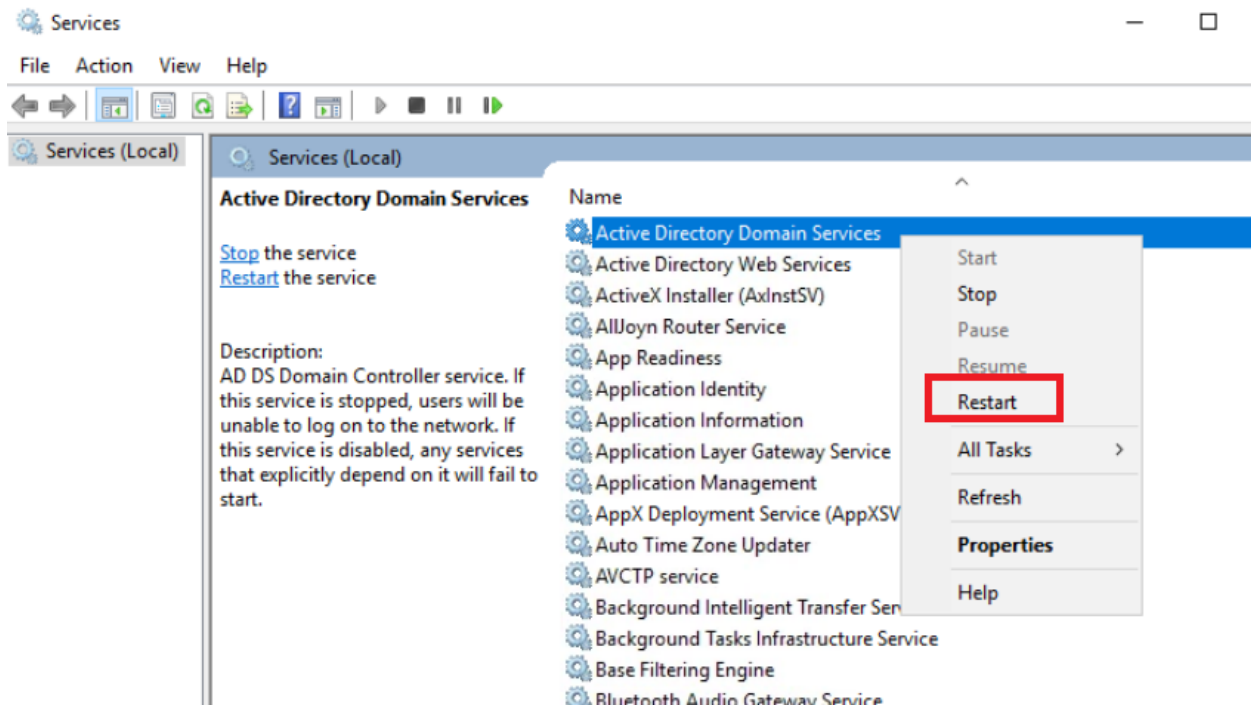 Services
File Action View Help
Services (Local)
Services (Local)
Active Directory Domain Services
Stop the service
Restart the service
Description:
AD DS Domain Controller service. If
this service is stopped, users will be
unable to log on to the network. If
this service is disabled, any services
that explicitly depend on it will fail to
start.
Name
Active Directory Domain Services
Active Directory Web Services
ActiveX Installer (AxInstSV)
AllJoyn Router Service
App Readiness
Application Identity
Application Information
Application Layer Gateway Service
Application Management
AppX Deployment Service (AppXSV
Auto Time Zone Updater
AVCTP service
Background Intelligent Transfer Ser
Background Tasks Infrastructure Service
Base Filtering Engine
Bluetooth Audio Gateway Service
Start
Stop
Pause
Resume
Restart
All Tasks
Refresh
Properties
Help